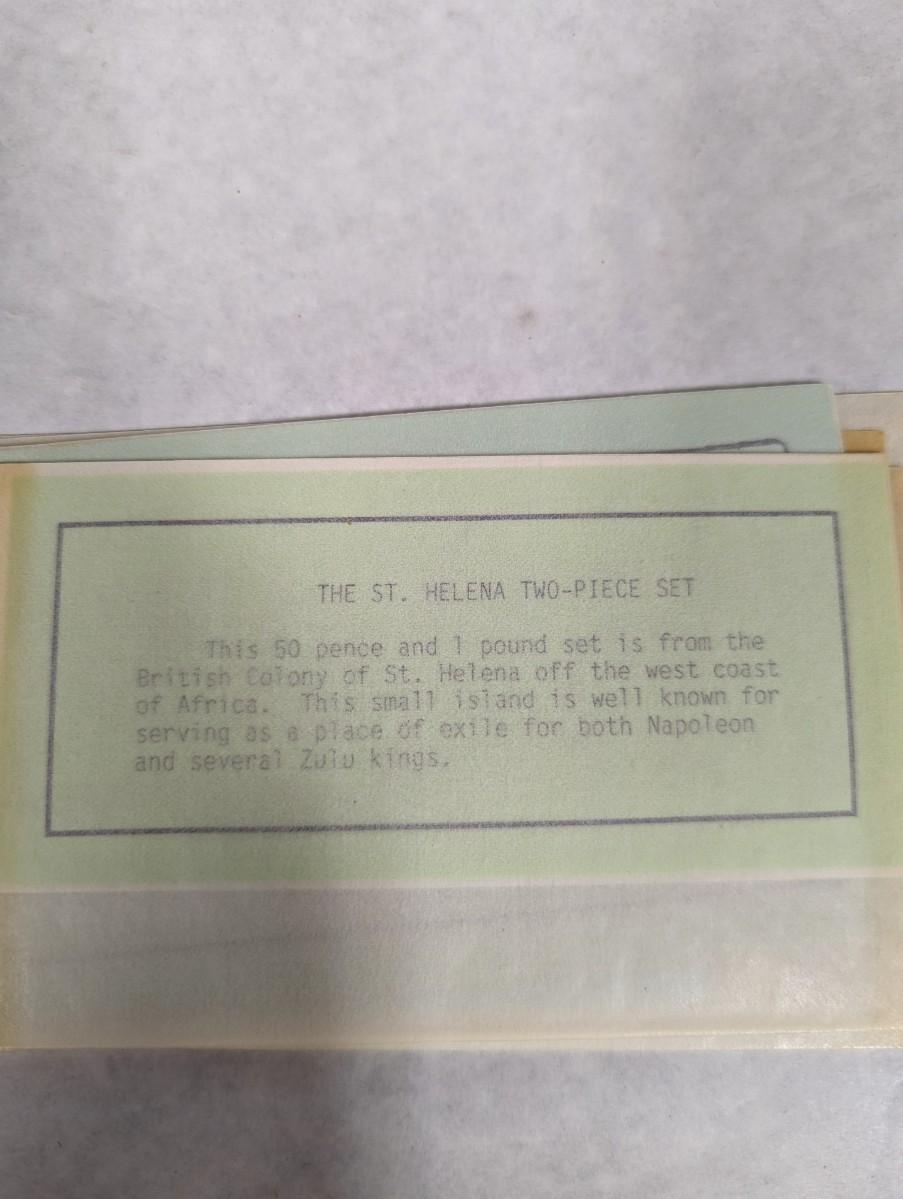 THE ST. HELENA TWO-PIECE SET
This 50 pence and 1 pound set is from the
British Colony of St. Helena off the west coast
of Africa. This small island is well known for
serving as a place of exile for both Napoleon
and several Zulu kings.